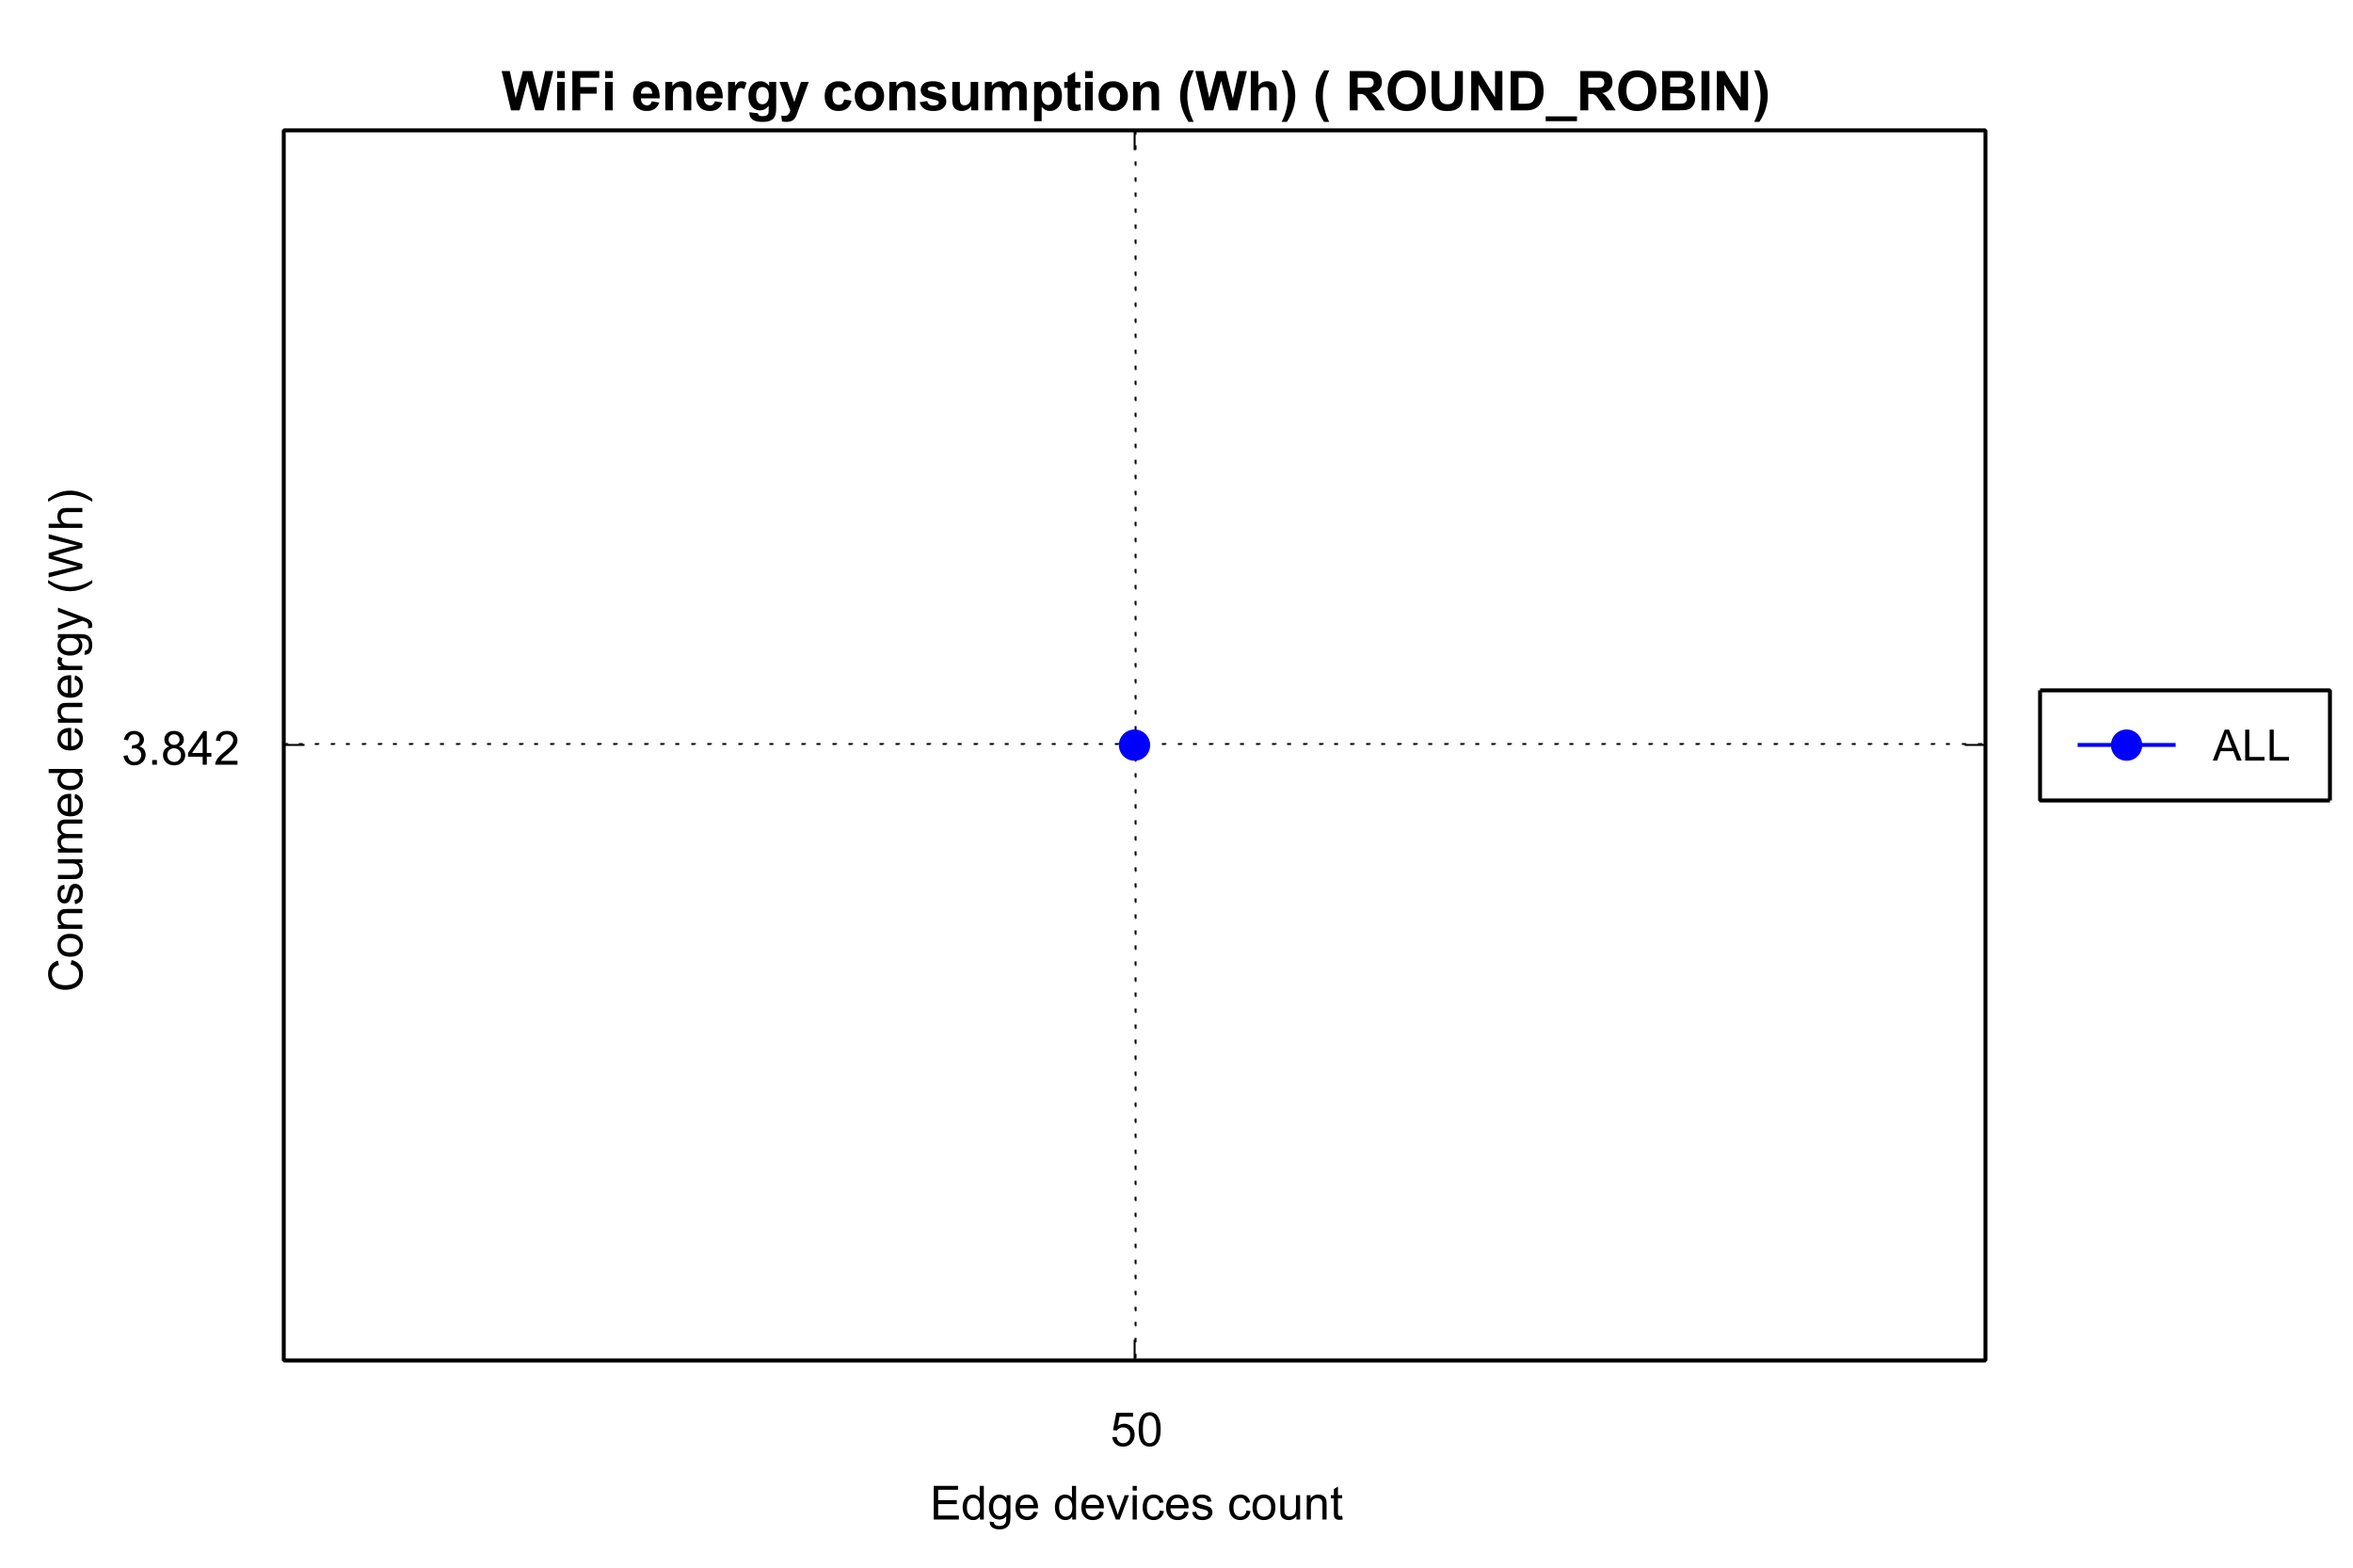 WiFi energy consumption (Wh) ( ROUND_ROBIN)
Consumed energy (Wh)
3.842
ALL
50
Edge devices count